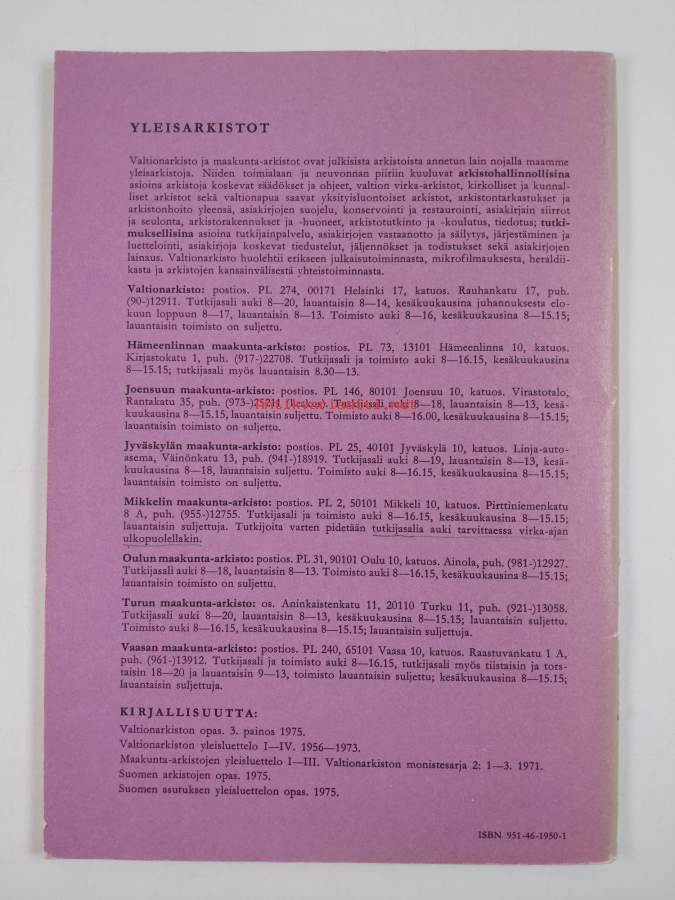 YLEISARKISTOT
Valtionarkisto ja maakunta-arkistot ovat julkisista arkistoista annetun lain nojalla maamme
yleisarkistoja. Niiden toimialaan ja neuvonnan piiriin kuuluvat arkistohallinnollisina
asioina arkistoja koskevat säädökset ja ohjeet, valtion virka-arkistot, kirkolliset ja kunnal-
liset arkistot sekä valtionapua saavat yksityisluontoiset arkistot, arkistontarkastukset ja
arkistonhoito yleensä, asiakirjojen suojelu, konservointi ja restaurointi, asiakirjain siirrot
ja seulonta, arkistorakennukset ja -huoneet, arkistotutkinto ja -koulutus, tiedotus; tutki-
muksellisina asioina tutkijainpalvelu, asiakirjojen vastaanotto ja säilytys, järjestäminen ja
luettelointi, asiakirjoja koskevat tiedustelut, jäljennökset ja todistukset sekä asiakirjojen
lainaus. Valtionarkisto huolehtii erikseen julkaisutoiminnasta, mikrofilmauksesta, heraldii-
kasta ja arkistojen kansainvälisestä yhteistoiminnasta.
Valtionarkisto: postios. PL 274, 00171 Helsinki 17, katuos. Rauhankatu 17, puh.
(90-)12911. Tutkijasali auki 8—20, lauantaisin 8—14, kesäkuukausina juhannuksesta elo-
kuun loppuun 8—17, lauantaisin 8—13. Toimisto auki 8—16, kesäkuukausina 8—15.15;
lauantaisin toimisto on suljettu.
Hämeenlinnan maakunta-arkisto: postios. PL 73, 13101 Hämeenlinna 10, katuos.
Kirjastokatu 1, puh. (917-)22708. Tutkijasali ja toimisto auki 8—16.15, kesäkuukausina
8—15.15; tutkijasali myös lauantaisin 8.30—13.
Joensuun maakunta-arkisto: postios. PL 146, 80101 Joensuu 10, katuos. Virastotalo,
Rantakatu 35, puh. (973-)25211 (keskus). Tutkijasali auki 8—18, lauantaisin 8—13, kesä-
kuukausina 8—15.15, lauantaisin suljettu. Toimisto auki 8—16.00, kesäkuukausina 8—15.15;
lauantaisin toimisto on suljettu.
Jyväskylän maakunta-arkisto: postios. PL 25, 40101 Jyväskylä 10, katuos. Linja-auto-
asema, Väinönkatu 13, puh. (941-)18919. Tutkijasali auki 8—19, lauantaisin 8—13, kesä-
kuukausina 8—18, lauantaisin suljettu. Toimisto auki 8—16.15, kesäkuukausina 8—15.15;
lauantaisin toimisto on suljettu.
Mikkelin maakunta-arkisto: postios. PL 2, 50101 Mikkeli 10, katuos. Pirttiniemenkatu
8 A, puh. (955-)12755. Tutkijasali ja toimisto auki 8—16.15, kesäkuukausina 8—15.15;
lauantaisin suljettuja. Tutkijoita varten pidetään tutkijasalia auki tarvittaessa virka-ajan
ulkopuolellakin.
Oulun maakunta-arkisto: postios. PL 31, 90101 Oulu 10, katuos. Ainola, puh. (981-)12927.
Tutkijasali auki 8—18, lauantaisin 8—13. Toimisto auki 8—16.15, kesäkuukausina 8—15.15;
lauantaisin toimisto on suljettu.
Turun maakunta-arkisto: os. Aninkaistenkatu 11, 20110 Turku 11, puh. (921-)13058.
Tutkijasali auki 8—20, lauantaisin 8—13, kesäkuukausina 8—15.15; lauantaisin suljettu.
Toimisto auki 8—16.15, kesäkuukausina 8—15.15; lauantaisin suljettuja.
Vaasan maakunta-arkisto: postios. PL 240, 65101 Vaasa 10, katuos. Raastuvankatu 1 A,
puh. (961-)13912. Tutkijasali ja toimisto auki 8—16.15, tutkijasali myös tiistaisin ja tors-
taisin 18—20 ja lauantaisin 9—13, toimisto lauantaisin suljettu; kesäkuukausina 8—15.15;
lauantaisin suljettuja.
KIRJALLISUUTTA:
Valtionarkiston opas. 3. painos 1975.
Valtionarkiston yleisluettelo I—IV. 1956—1973.
Maakunta-arkistojen yleisluettelo I—III. Valtionarkiston monistesarja 2: 1—3. 1971.
Suomen arkistojen opas. 1975.
Suomen asutuksen yleisluettelon opas. 1975.
ISBN 951-46-1950-1